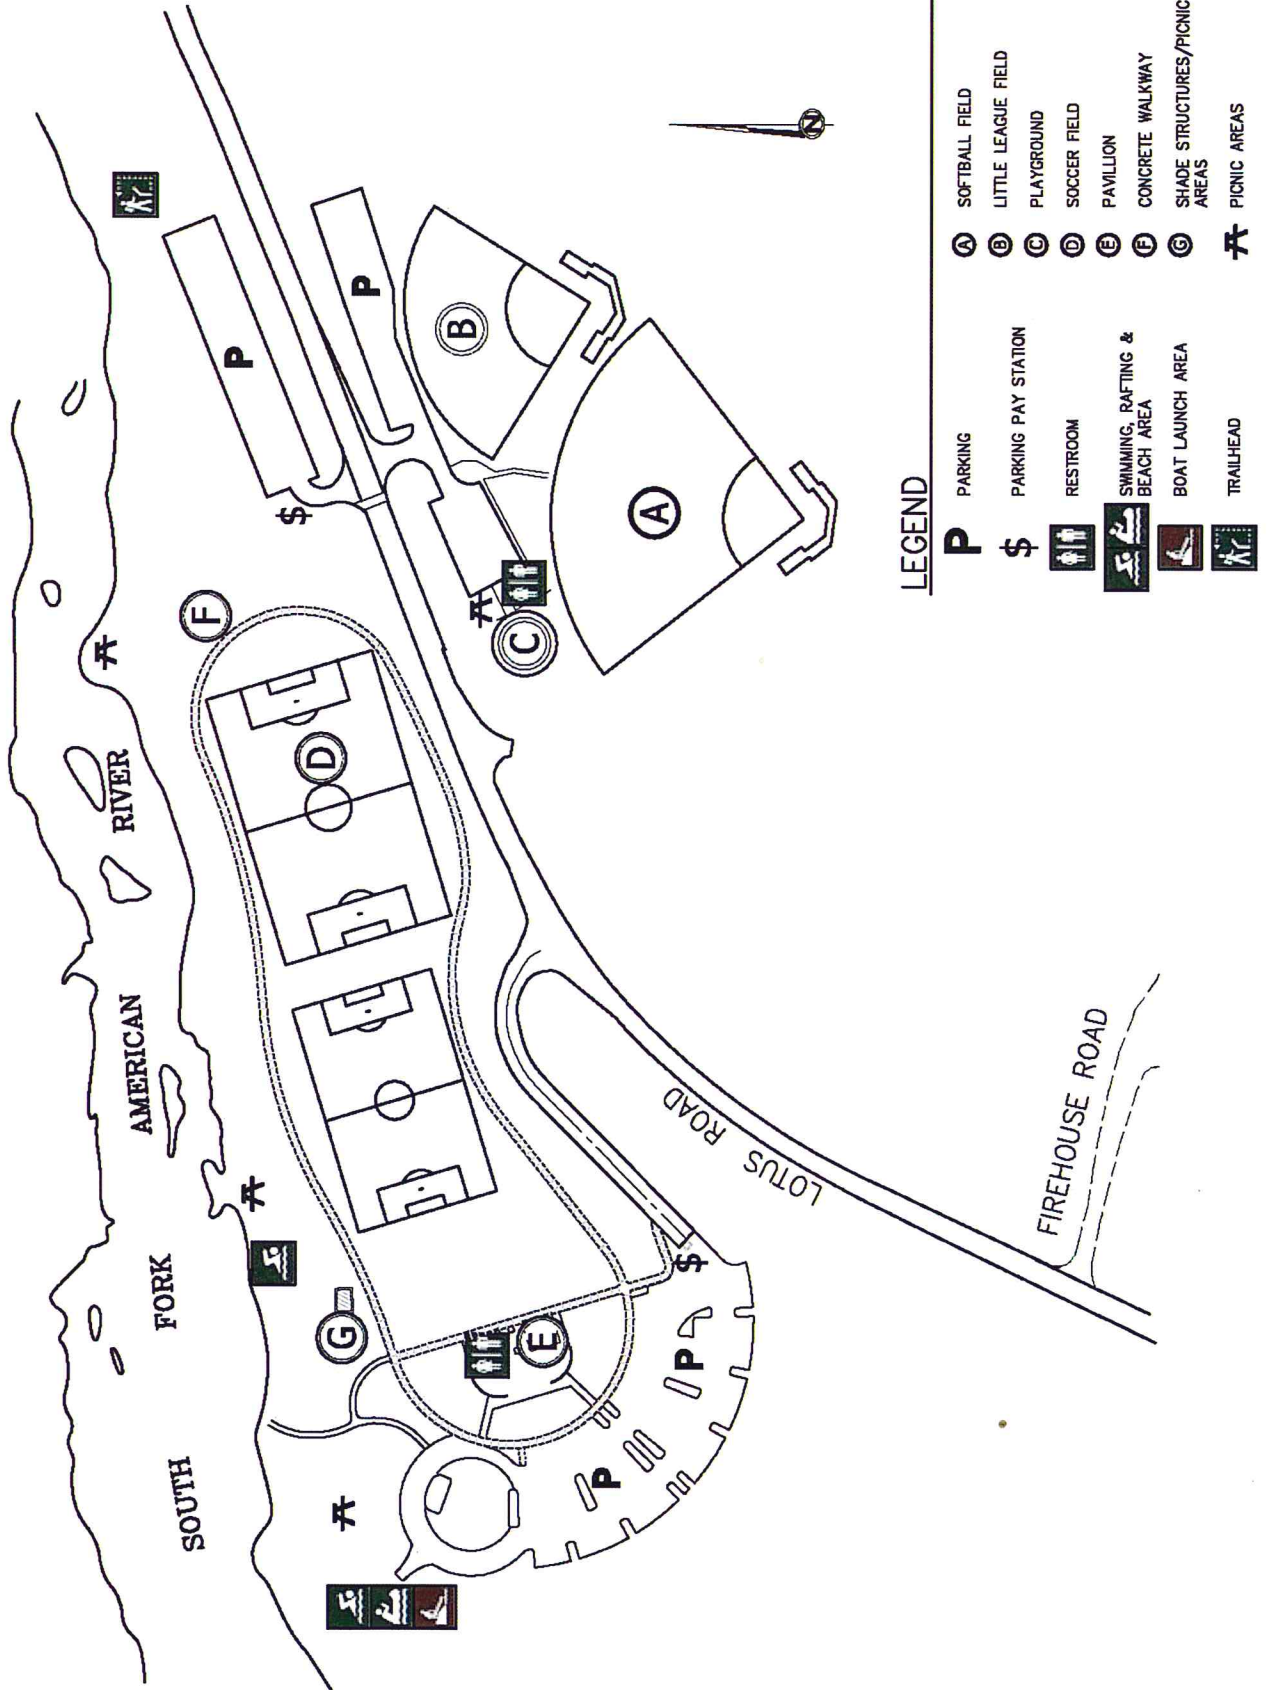 SOUTH
FORK
AMERICAN
RIVER
P
P
$
F
D
B
A
C
G
E
P
P
$
N
LOTUS ROAD
FIREHOUSE ROAD
LEGEND
P PARKING
$ PARKING PAY STATION
RESTROOM
SWIMMING, RAFTING &
BEACH AREA
BOAT LAUNCH AREA
TRAILHEAD
A SOFTBALL FIELD
B LITTLE LEAGUE FIELD
C PLAYGROUND
D SOCCER FIELD
E PAVILLION
F CONCRETE WALKWAY
G SHADE STRUCTURES/PICNIC
AREAS
PICNIC AREAS